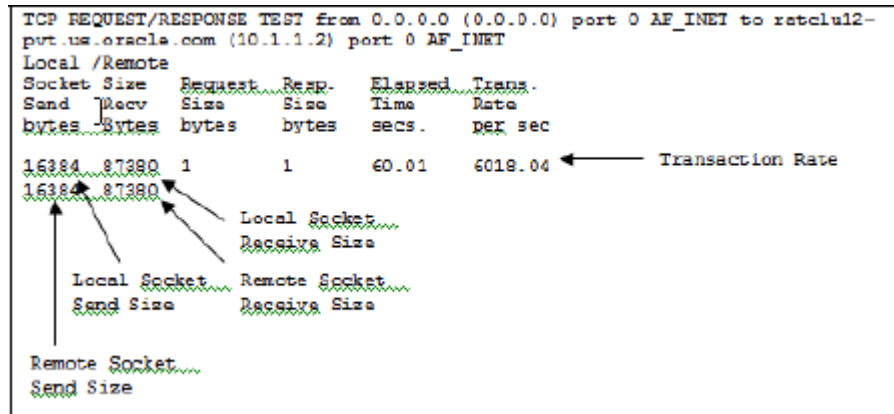 TCP REQUEST/RESPONSE TEST from 0.0.0.0 (0.0.0.0) port 0 AF_INET to ratclu12-
pvt.us.oracle.com (10.1.1.2) port 0 AF_INET
Local /Remote
Socket Size Request Resp. Elapsed Trans.
Send Recv Size Size Time Rate
bytes Bytes bytes bytes secs. per sec
16384 87380 1 1 60.01 6018.04 Transaction Rate
16384 87380
Local Socket
Receive Size
Local Socket Remote Socket
Send Size Receive Size
Remote Socket
Send Size